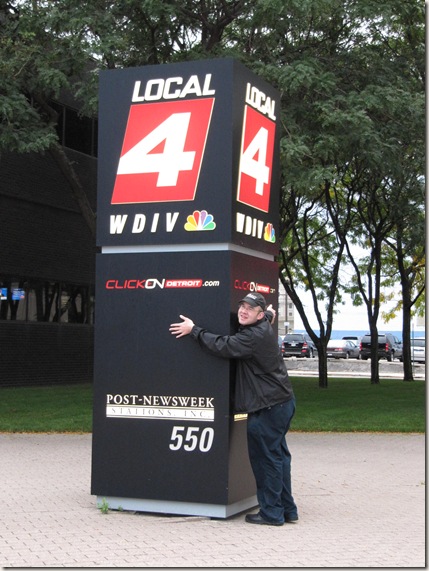 LOCAL
4
WDIV
CLICKONDETROIT.com
POST-NEWSWEEK
STATIONS, INC
550
LOCAL
4
WDIV